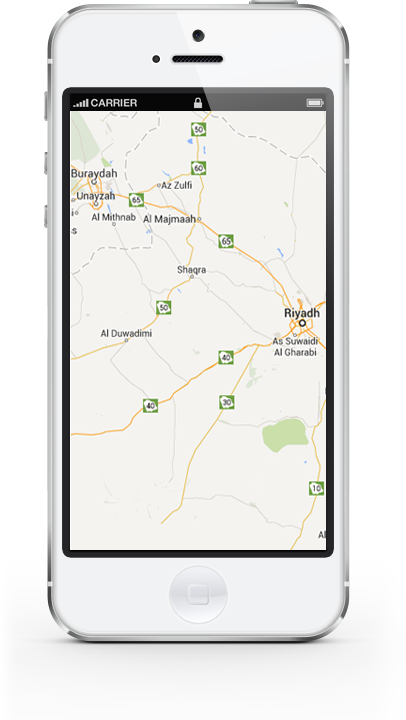 CARRIER
50
60
Buraydah
Az Zulfi
Unayzah
65
Al Mithnab
Al Majmaah
s
65
Shaqra
50
Riyadh
Al Duwadimi
As Suwaidi
Al Gharabi
40
40
30
10
Al